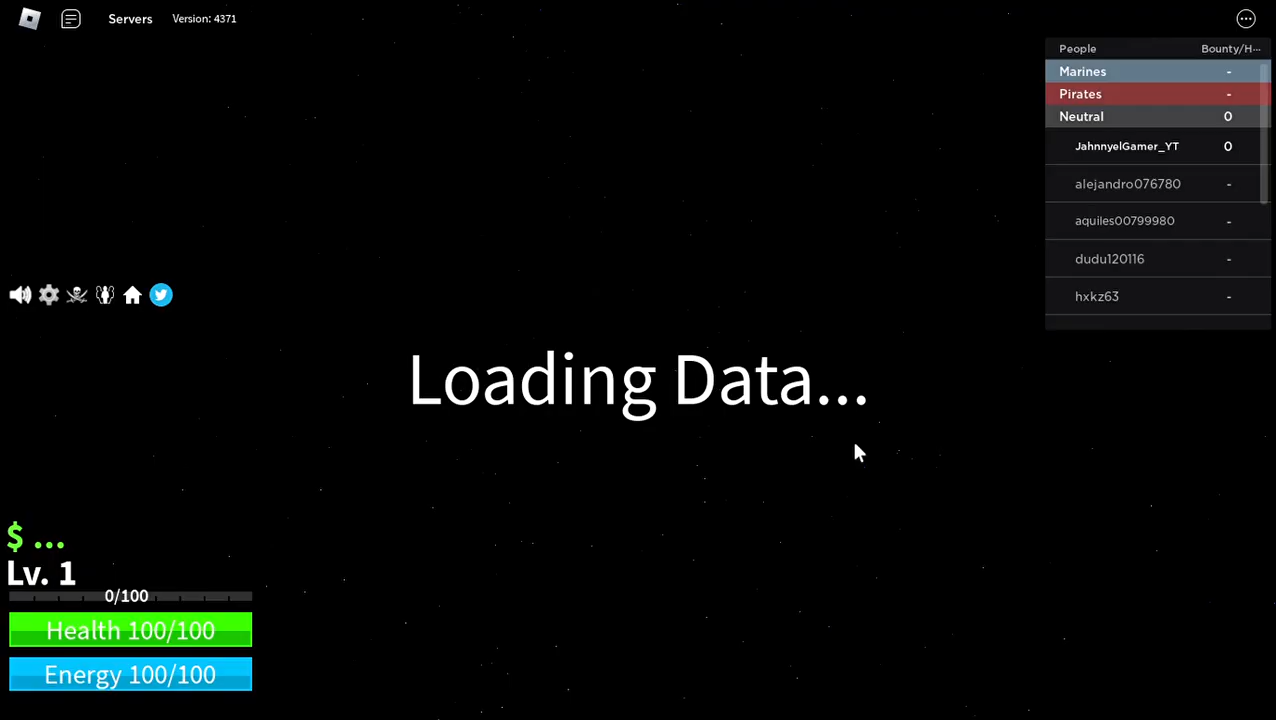 Servers Version: 4371
People Bounty/H...
Marines -
Pirates -
Neutral 0
JahnnyelGamer_YT 0
alejandro076780 -
aquiles00799980 -
dudu120116 -
hxkz63 -
Loading Data...
$ ...
Lv. 1
0/100
Health 100/100
Energy 100/100